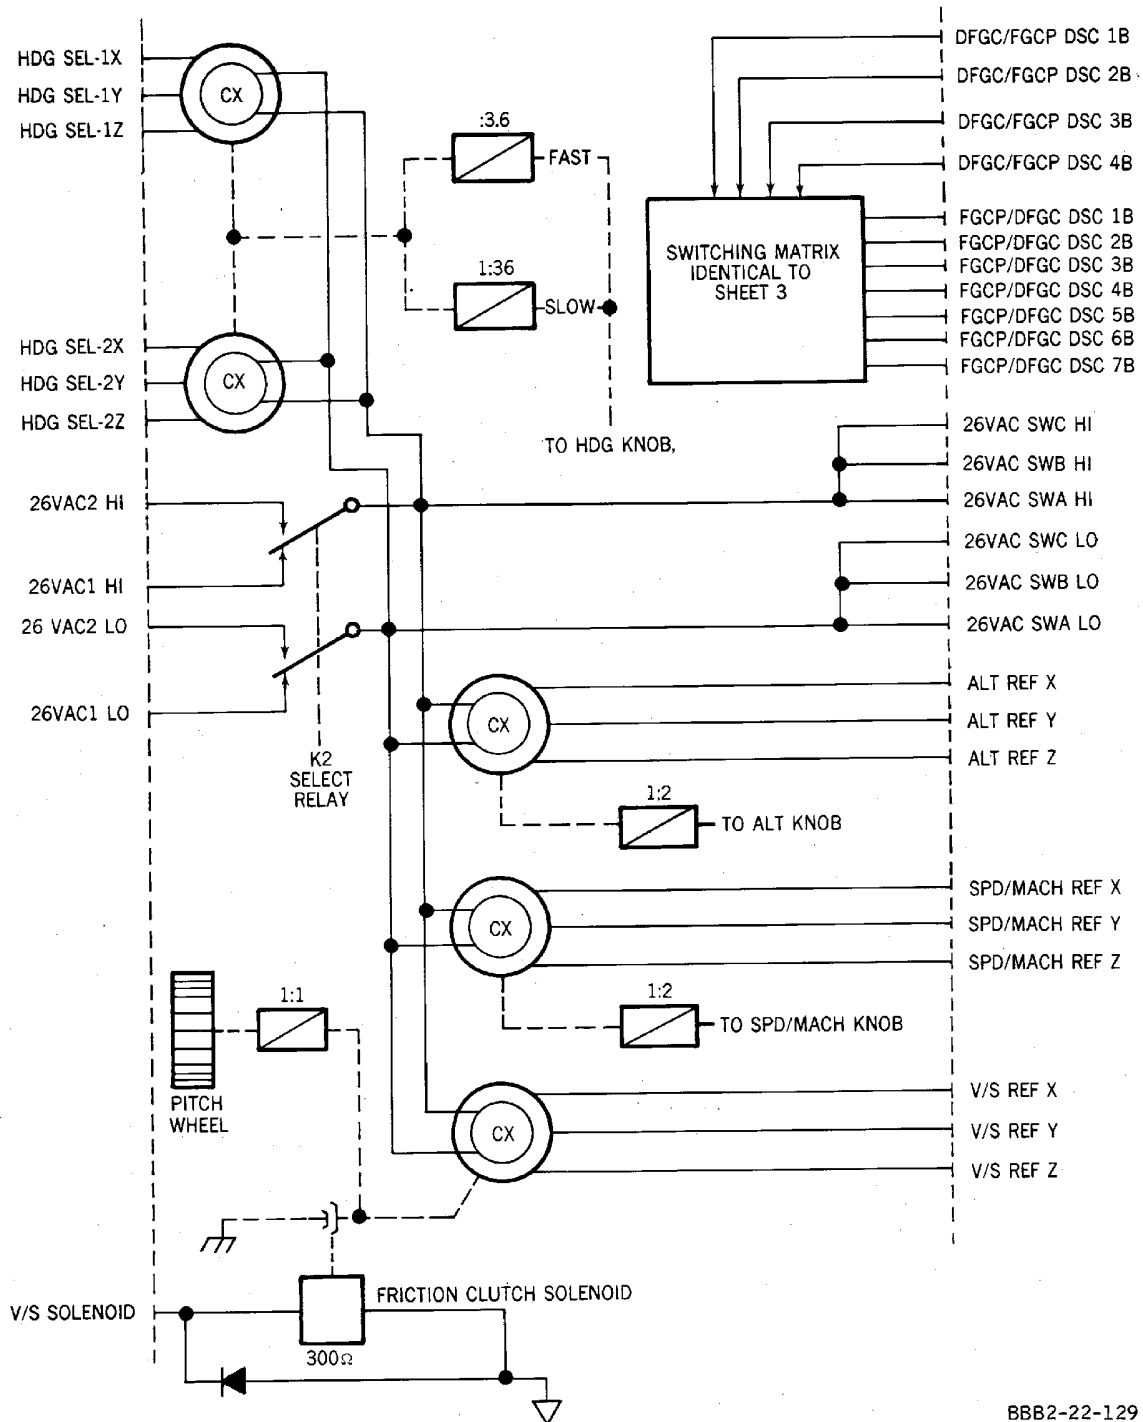 HDG SEL-1X
HDG SEL-1Y
HDG SEL-1Z
CX
:3.6
FAST
1:36
SLOW
TO HDG KNOB,
DFGC/FGCP DSC 1B
DFGC/FGCP DSC 2B
DFGC/FGCP DSC 3B
DFGC/FGCP DSC 4B
SWITCHING MATRIX
IDENTICAL TO
SHEET 3
FGCP/DFGC DSC 1B
FGCP/DFGC DSC 2B
FGCP/DFGC DSC 3B
FGCP/DFGC DSC 4B
FGCP/DFGC DSC 5B
FGCP/DFGC DSC 6B
FGCP/DFGC DSC 7B
HDG SEL-2X
HDG SEL-2Y
HDG SEL-2Z
CX
26VAC2 HI
26VAC1 HI
26 VAC2 LO
26VAC1 LO
K2
SELECT
RELAY
26VAC SWC HI
26VAC SWB HI
26VAC SWA HI
26VAC SWC LO
26VAC SWB LO
26VAC SWA LO
CX
ALT REF X
ALT REF Y
ALT REF Z
1:2
TO ALT KNOB
CX
SPD/MACH REF X
SPD/MACH REF Y
SPD/MACH REF Z
1:2
TO SPD/MACH KNOB
1:1
PITCH
WHEEL
CX
V/S REF X
V/S REF Y
V/S REF Z
V/S SOLENOID
FRICTION CLUTCH SOLENOID
300Ω
BBB2-22-129